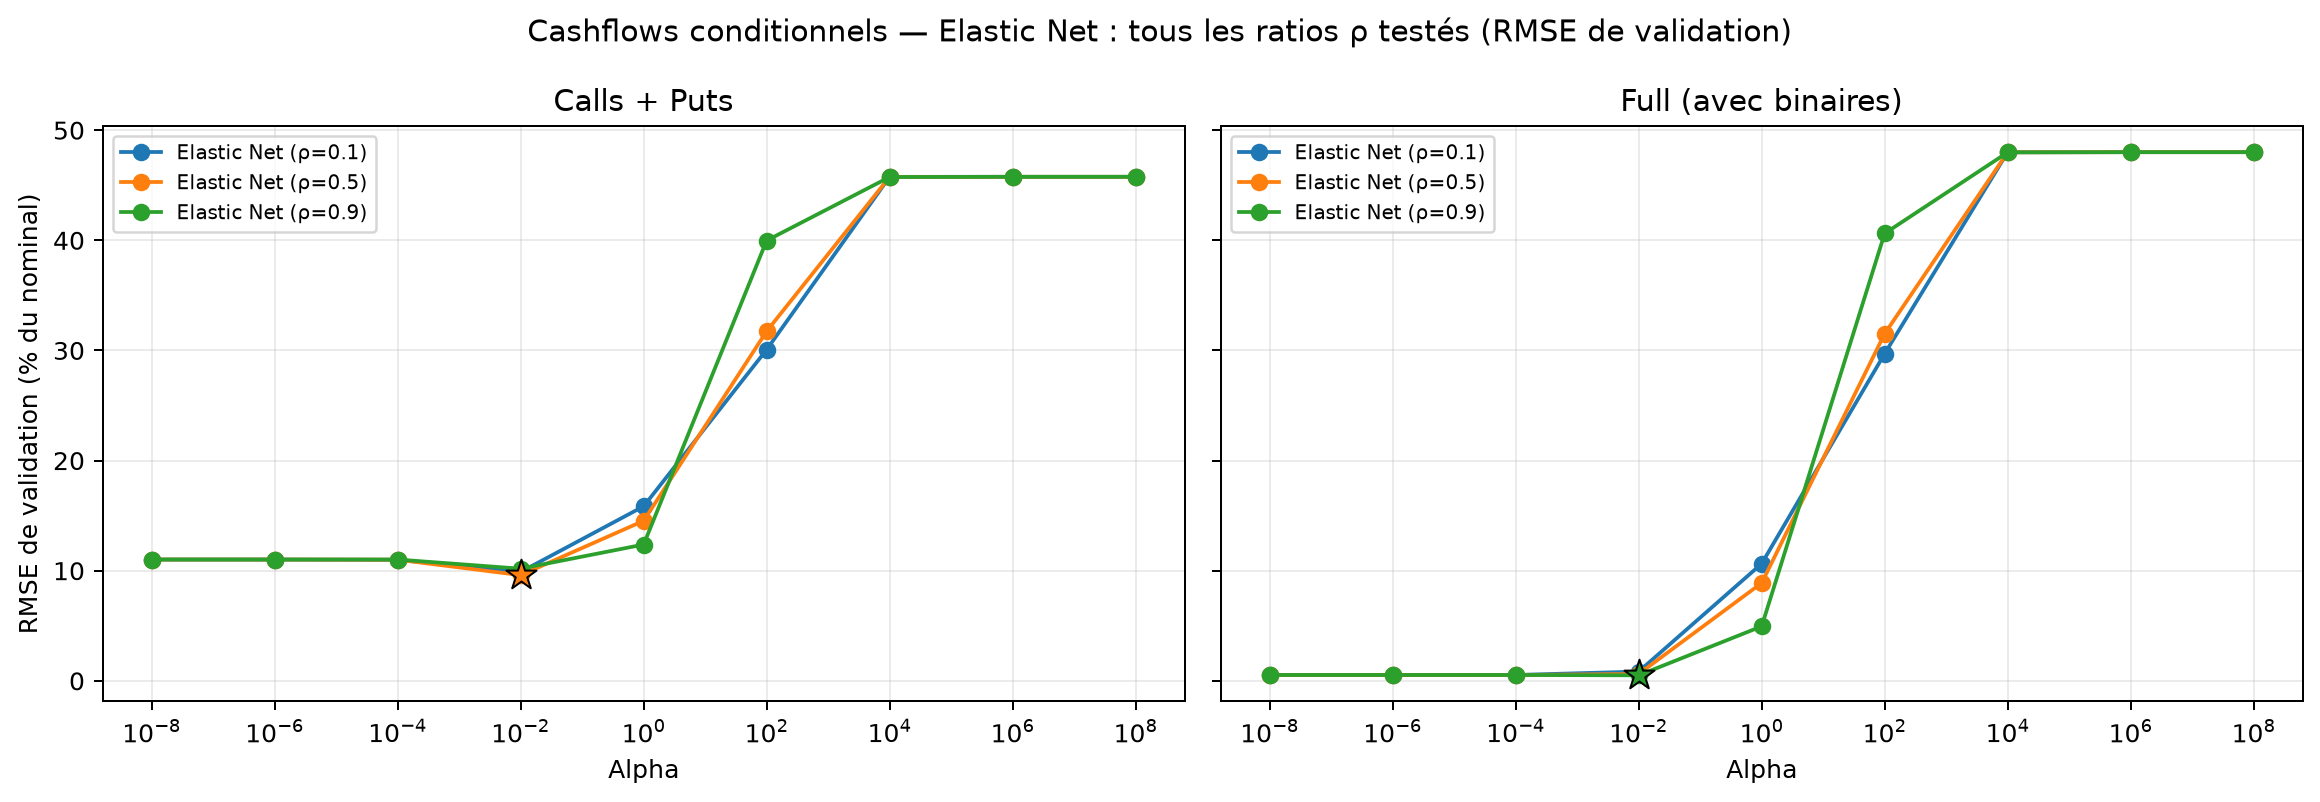 Cashflows conditionnels — Elastic Net : tous les ratios ρ testés (RMSE de validation)
Calls + Puts
50
40
30
20
10
0
RMSE de validation (% du nominal)
Elastic Net (ρ=0.1)
Elastic Net (ρ=0.5)
Elastic Net (ρ=0.9)
10⁻⁸ 10⁻⁶ 10⁻⁴ 10⁻² 10⁰ 10² 10⁴ 10⁶ 10⁸
Alpha
Full (avec binaires)
Elastic Net (ρ=0.1)
Elastic Net (ρ=0.5)
Elastic Net (ρ=0.9)
10⁻⁸ 10⁻⁶ 10⁻⁴ 10⁻² 10⁰ 10² 10⁴ 10⁶ 10⁸
Alpha